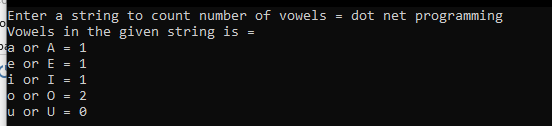 Enter a string to count number of vowels = dot net programming
Vowels in the given string is =
a or A = 1
e or E = 1
i or I = 1
o or O = 2
u or U = 0